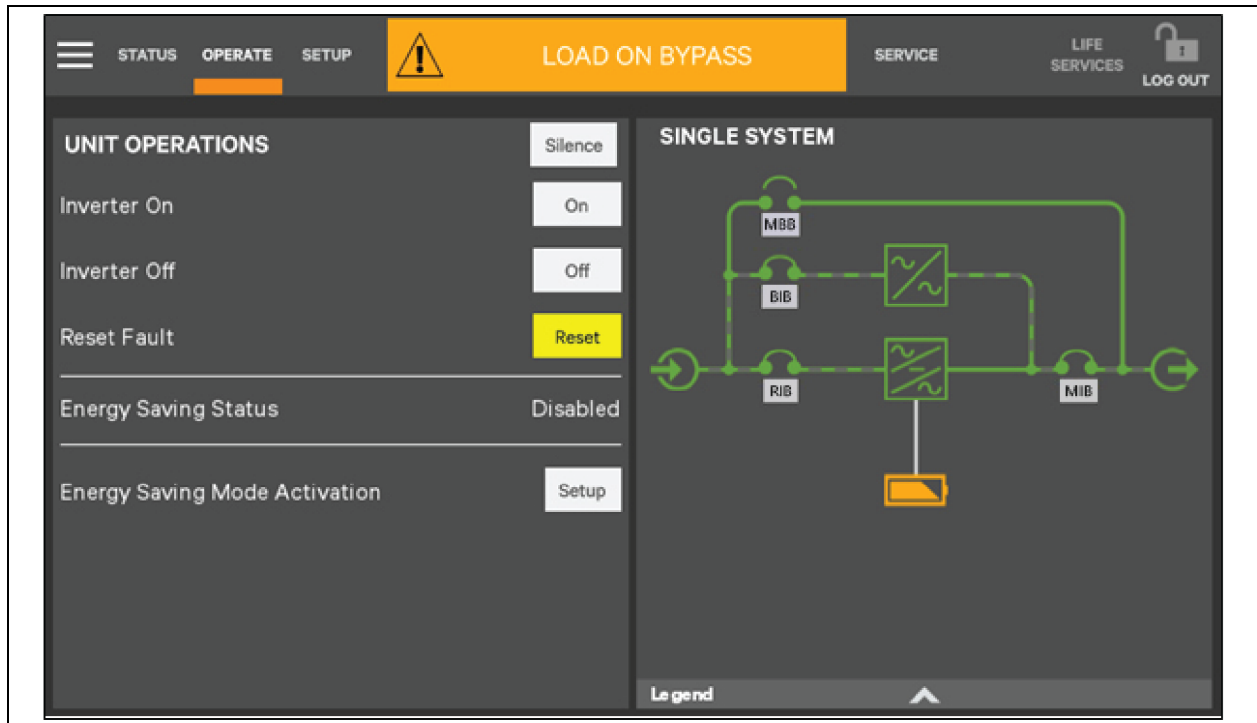 STATUS OPERATE SETUP LOAD ON BYPASS SERVICE LIFE SERVICES LOG OUT
UNIT OPERATIONS Silence
Inverter On On
Inverter Off Off
Reset Fault Reset
Energy Saving Status Disabled
Energy Saving Mode Activation Setup
SINGLE SYSTEM
MBB
BIB
RIB MIB
Legend